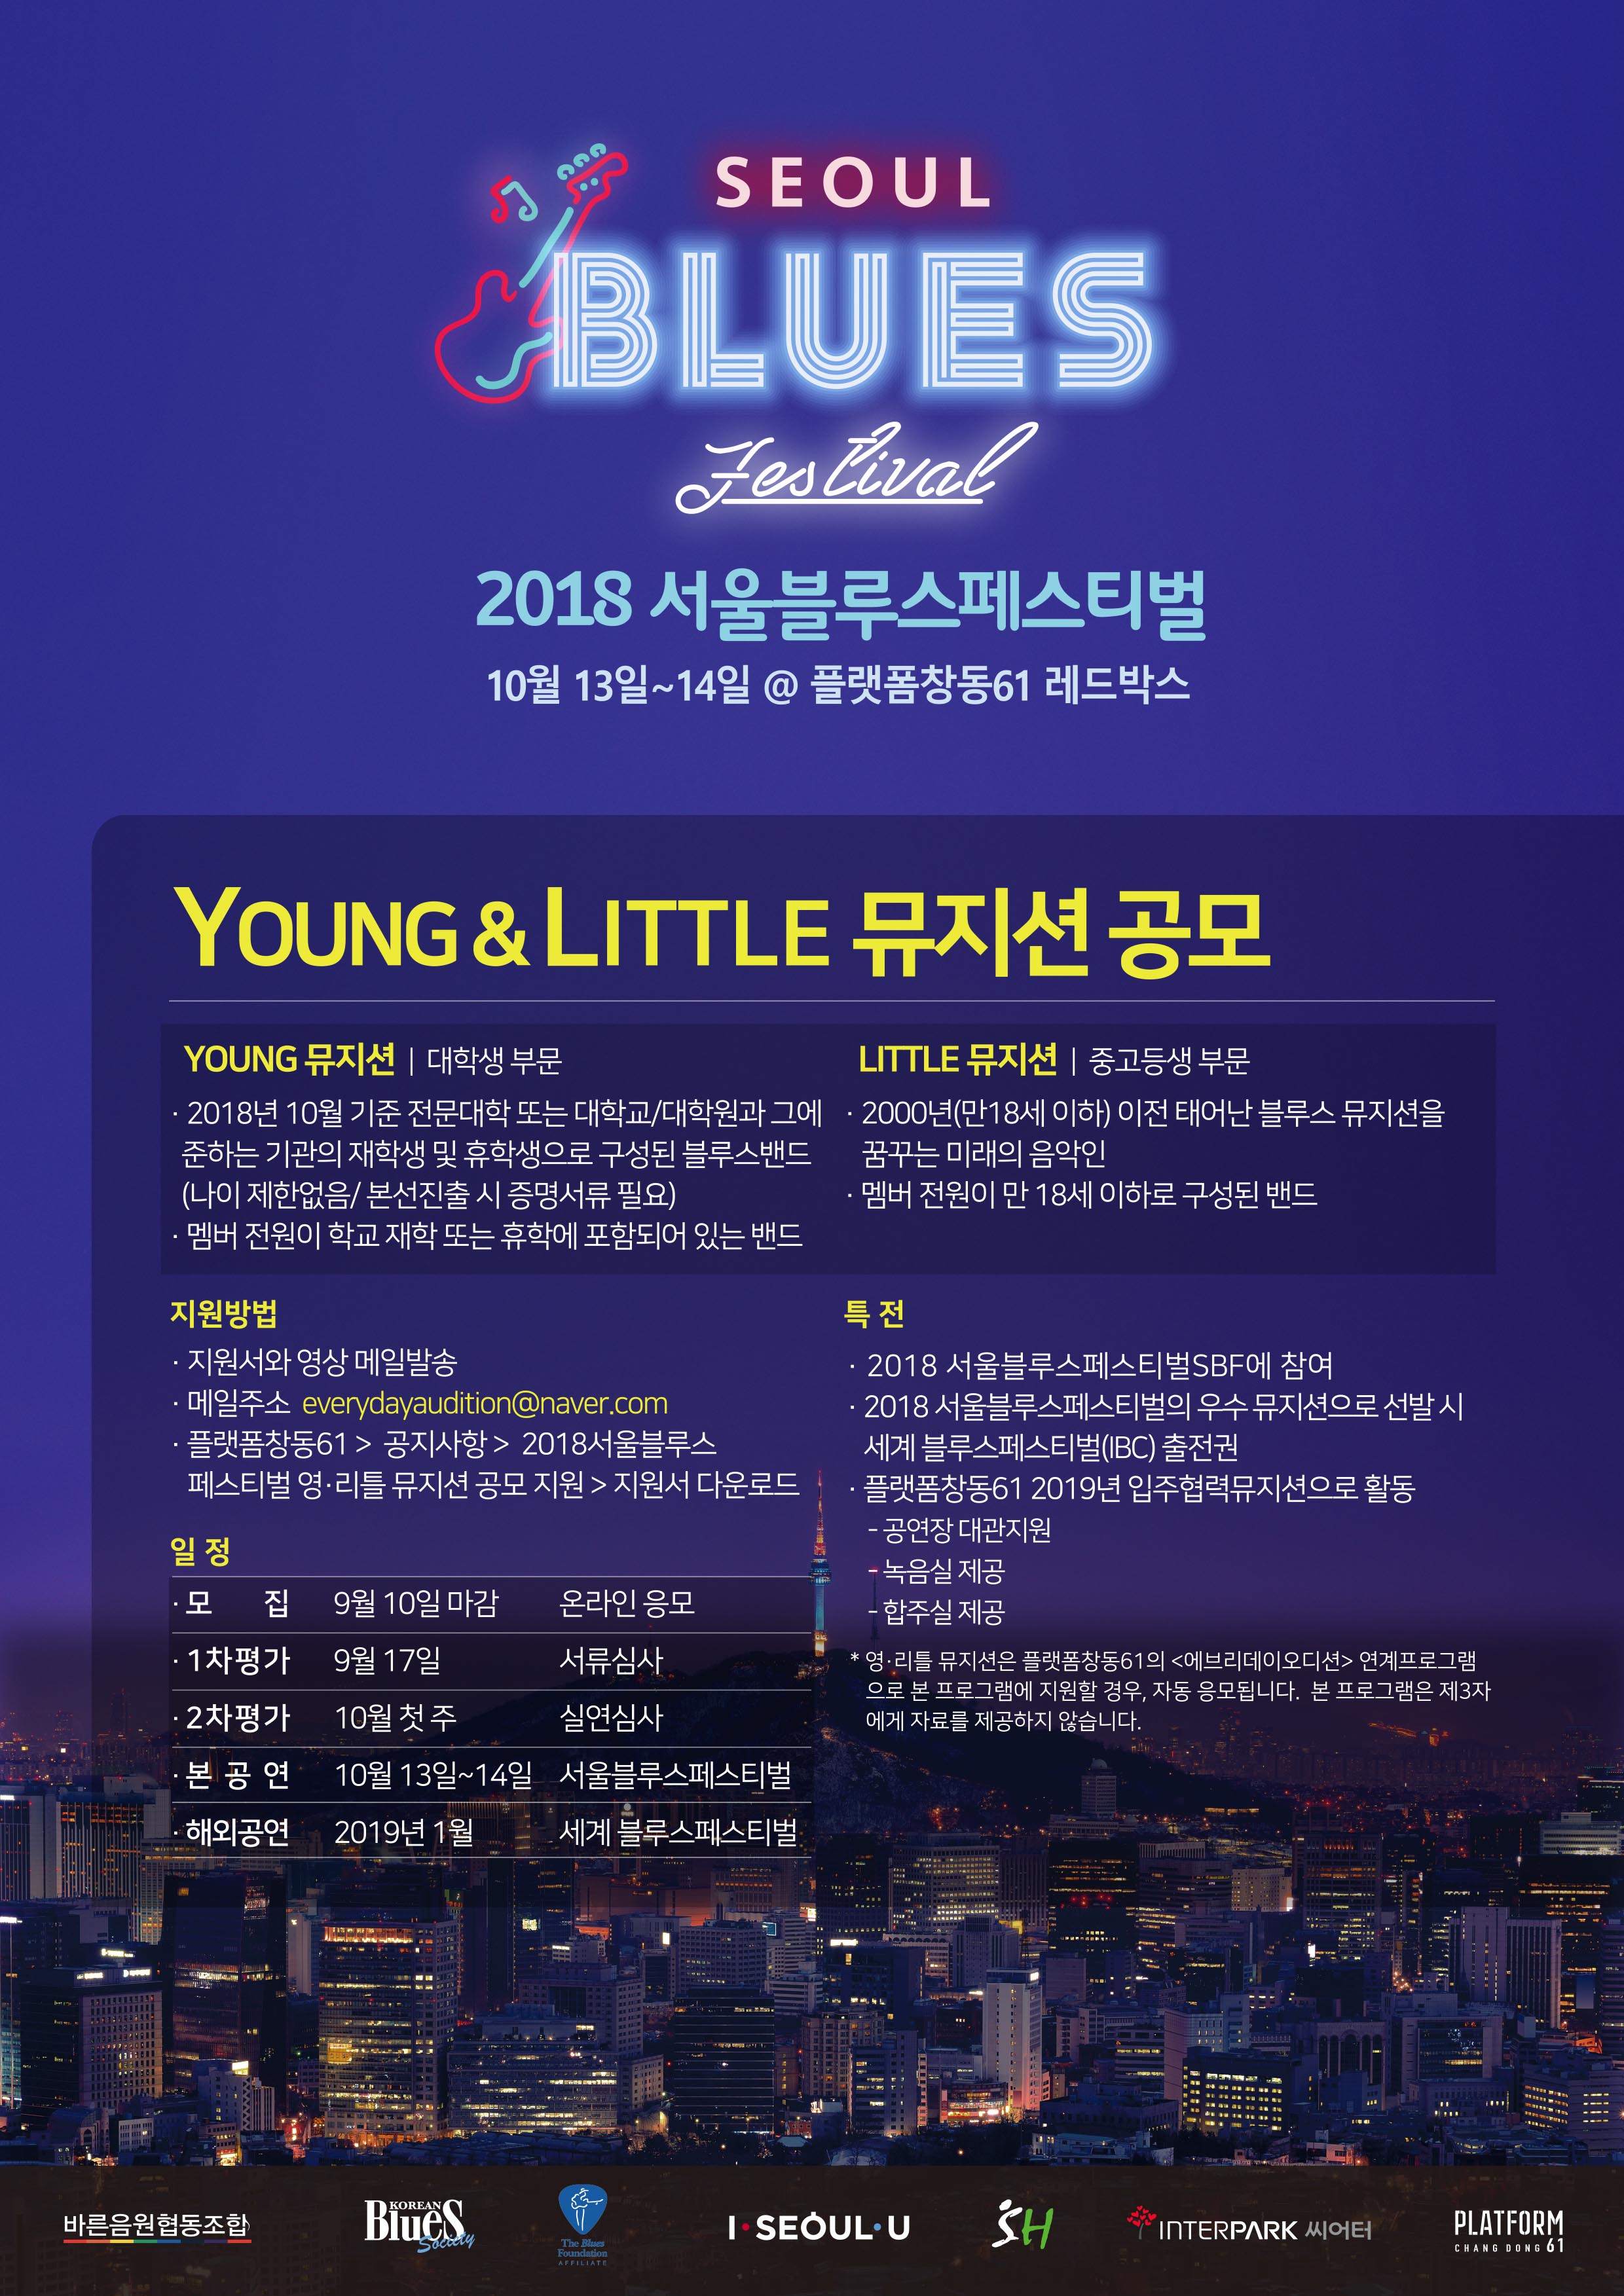 SEOUL
BLUES
Festival
2018 서울블루스페스티벌
10월 13일~14일 @ 플랫폼창동61 레드박스
YOUNG & LITTLE 뮤지션 공모
YOUNG 뮤지션 | 대학생 부문
· 2018년 10월 기준 전문대학 또는 대학교/대학원과 그에
준하는 기관의 재학생 및 휴학생으로 구성된 블루스밴드
(나이 제한없음/ 본선진출 시 증명서류 필요)
· 멤버 전원이 학교 재학 또는 휴학에 포함되어 있는 밴드
LITTLE 뮤지션 | 중고등생 부문
· 2000년(만18세 이하) 이전 태어난 블루스 뮤지션을
꿈꾸는 미래의 음악인
· 멤버 전원이 만 18세 이하로 구성된 밴드
지원방법
· 지원서와 영상 메일발송
· 메일주소 everydayaudition@naver.com
· 플랫폼창동61 > 공지사항 > 2018서울블루스
페스티벌 영·리틀 뮤지션 공모 지원 > 지원서 다운로드
일 정
· 모 집 9월 10일 마감 온라인 응모
· 1차평가 9월 17일 서류심사
· 2차평가 10월 첫 주 실연심사
· 본 공 연 10월 13일~14일 서울블루스페스티벌
· 해외공연 2019년 1월 세계 블루스페스티벌
특 전
· 2018 서울블루스페스티벌SBF에 참여
· 2018 서울블루스페스티벌의 우수 뮤지션으로 선발 시
세계 블루스페스티벌(IBC) 출전권
· 플랫폼창동61 2019년 입주협력뮤지션으로 활동
- 공연장 대관지원
- 녹음실 제공
- 합주실 제공
* 영·리틀 뮤지션은 플랫폼창동61의 <에브리데이오디션> 연계프로그램
으로 본 프로그램에 지원할 경우, 자동 응모됩니다. 본 프로그램은 제3자
에게 자료를 제공하지 않습니다.
바른음원협동조합
KOREAN
BlueS
Society
The Blues
Foundation
AFFILIATE
I·SEOUL·U
SH
INTERPARK 씨어터
PLATFORM
CHANG DONG 61